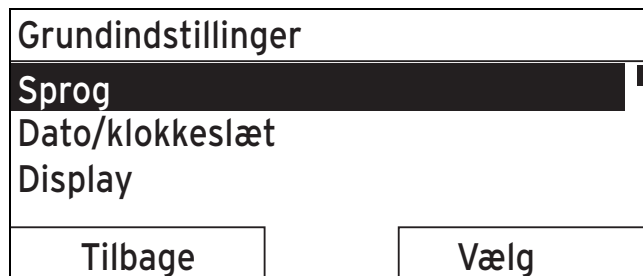 Grundindstillinger
Sprog
Dato/klokkeslæt
Display
Tilbage Vælg